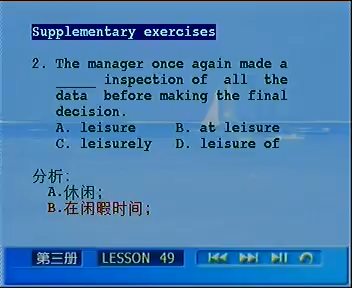 Supplementary exercises
2. The manager once again made a
_____ inspection of all the
data before making the final
decision.
A. leisure B. at leisure
C. leisurely D. leisure of
分析:
A.休闲;
B.在闲暇时间;
第三册 LESSON 49